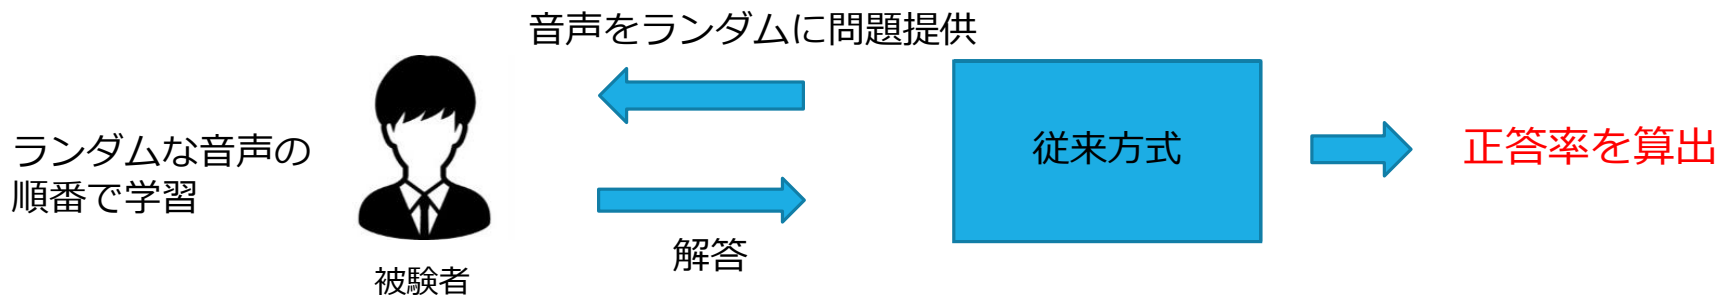 音声をランダムに問題提供
ランダムな音声の
順番で学習
従来方式
正答率を算出
解答
被験者